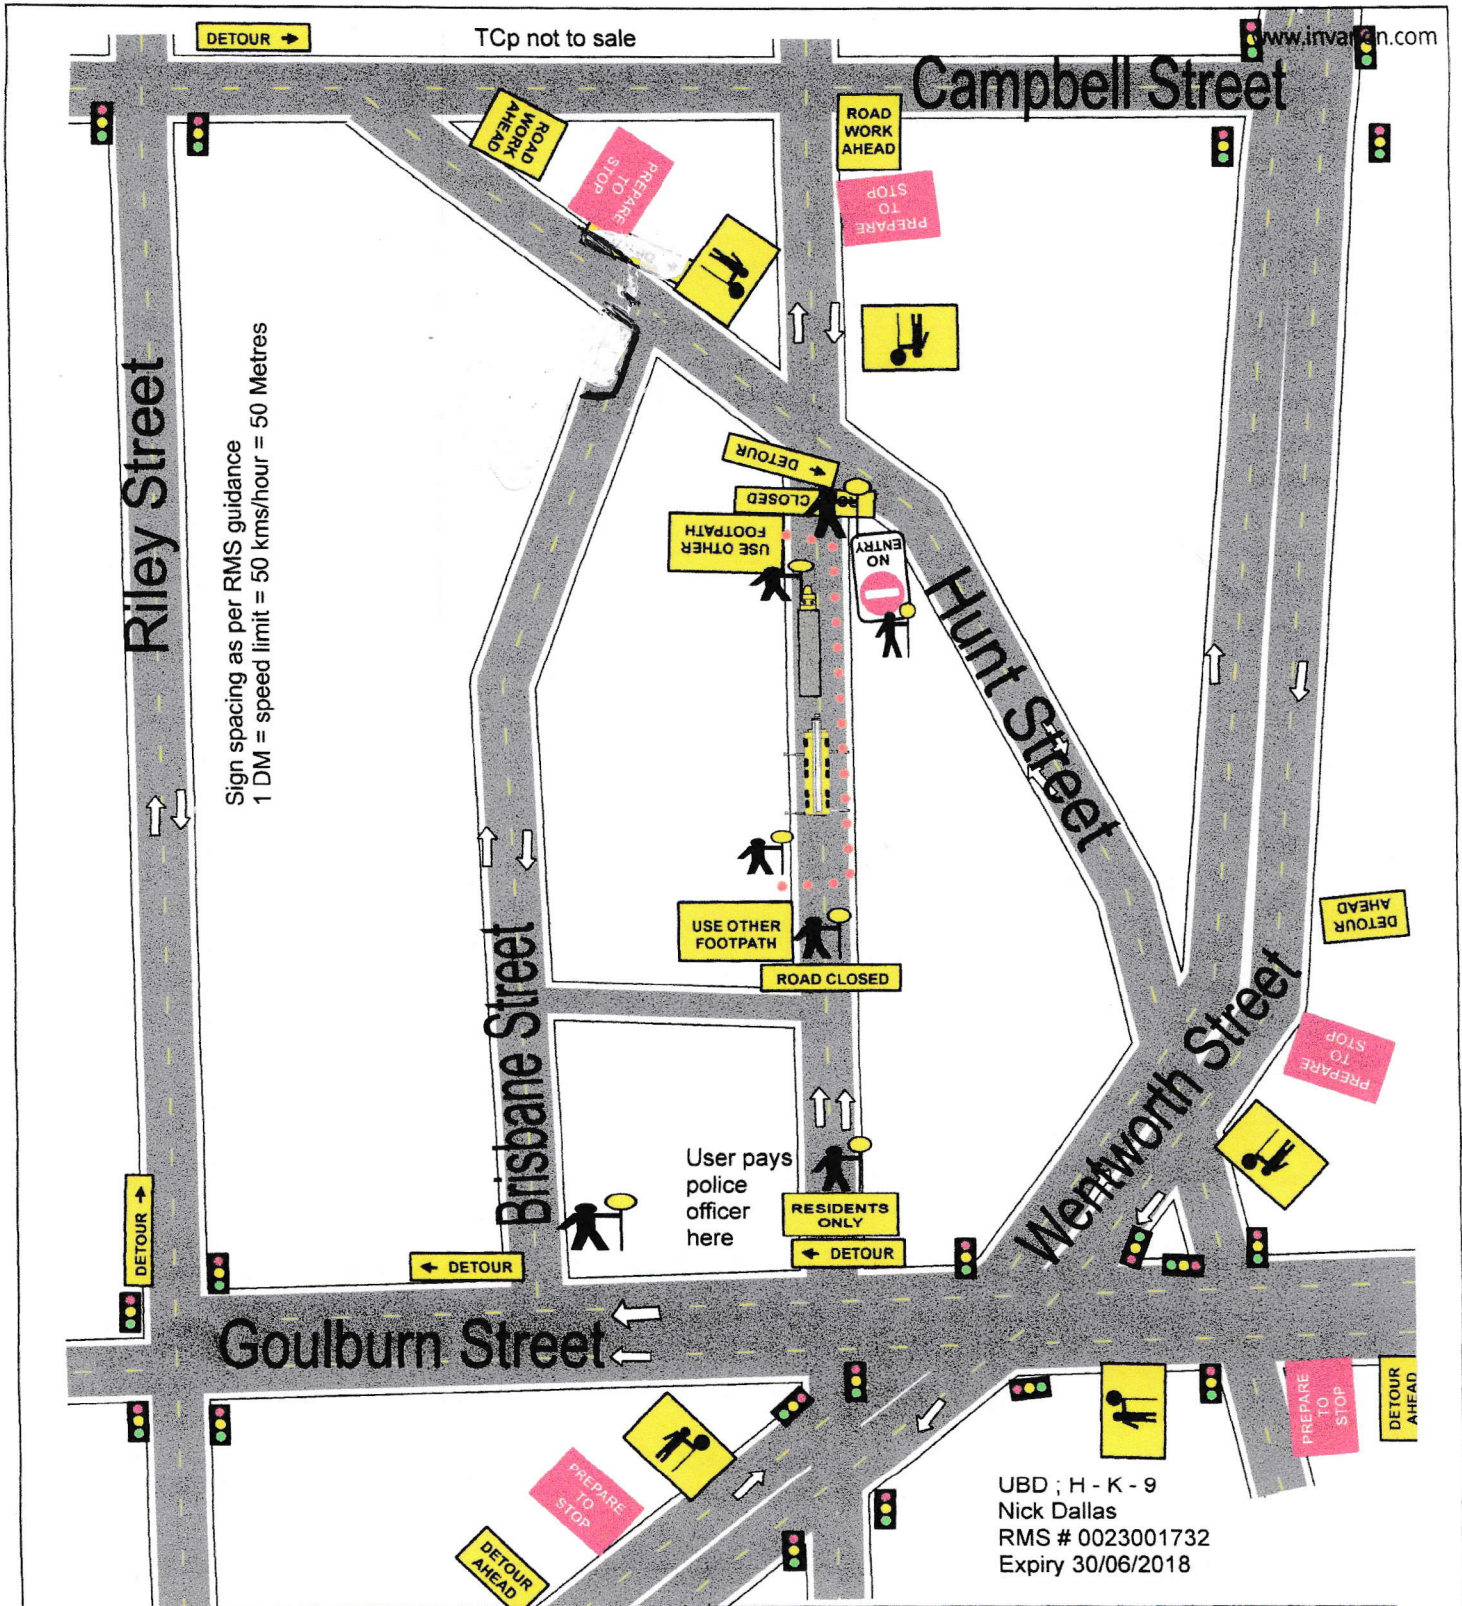 DETOUR →
TCp not to sale
www.invarion.com
Campbell Street
ROAD
WORK
AHEAD
PREPARE
TO
STOP
ROAD
WORK
AHEAD
PREPARE
TO
STOP
Riley Street
Sign spacing as per RMS guidance
1 DM = speed limit = 50 kms/hour = 50 Metres
DETOUR →
CLOSED
USE OTHER
FOOTPATH
NO
ENTRY
Hunt Street
USE OTHER
FOOTPATH
ROAD CLOSED
DETOUR
AHEAD
PREPARE
TO
STOP
Brisbane Street
Wentworth Street
User pays
police
officer
here
RESIDENTS
ONLY
← DETOUR
DETOUR →
← DETOUR
Goulburn Street
PREPARE
TO
STOP
DETOUR
AHEAD
PREPARE
TO
STOP
DETOUR
AHEAD
UBD ; H - K - 9
Nick Dallas
RMS # 0023001732
Expiry 30/06/2018